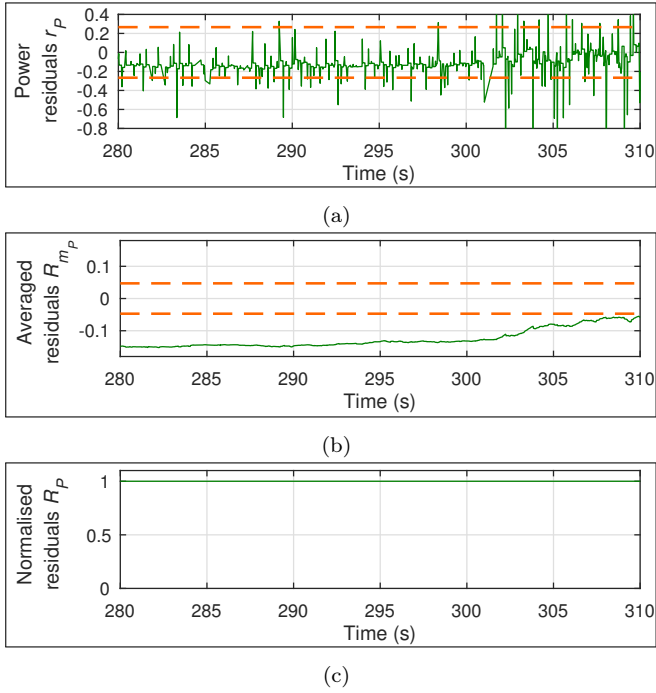 Power
residuals r_P
0.4
0.2
0
-0.2
-0.4
-0.6
-0.8
280 285 290 295 300 305 310
Time (s)
(a)
Averaged
residuals R_{m_P}
0.1
0
-0.1
280 285 290 295 300 305 310
Time (s)
(b)
Normalised
residuals R_P
1
0.5
0
280 285 290 295 300 305 310
Time (s)
(c)